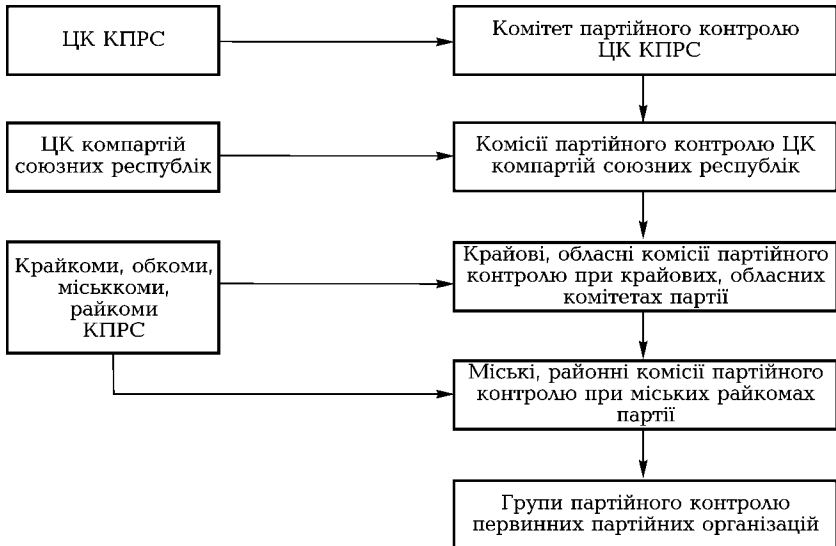 ЦК КПРС
Комітет партійного контролю
ЦК КПРС
ЦК компартій
союзних республік
Комісії партійного контролю ЦК
компартій союзних республік
Крайкоми, обкоми,
міськкоми,
райкоми
КПРС
Крайові, обласні комісії партійного
контролю при крайових, обласних
комітетах партії
Міські, районні комісії партійного
контролю при міських райкомах
партії
Групи партійного контролю
первинних партійних організацій